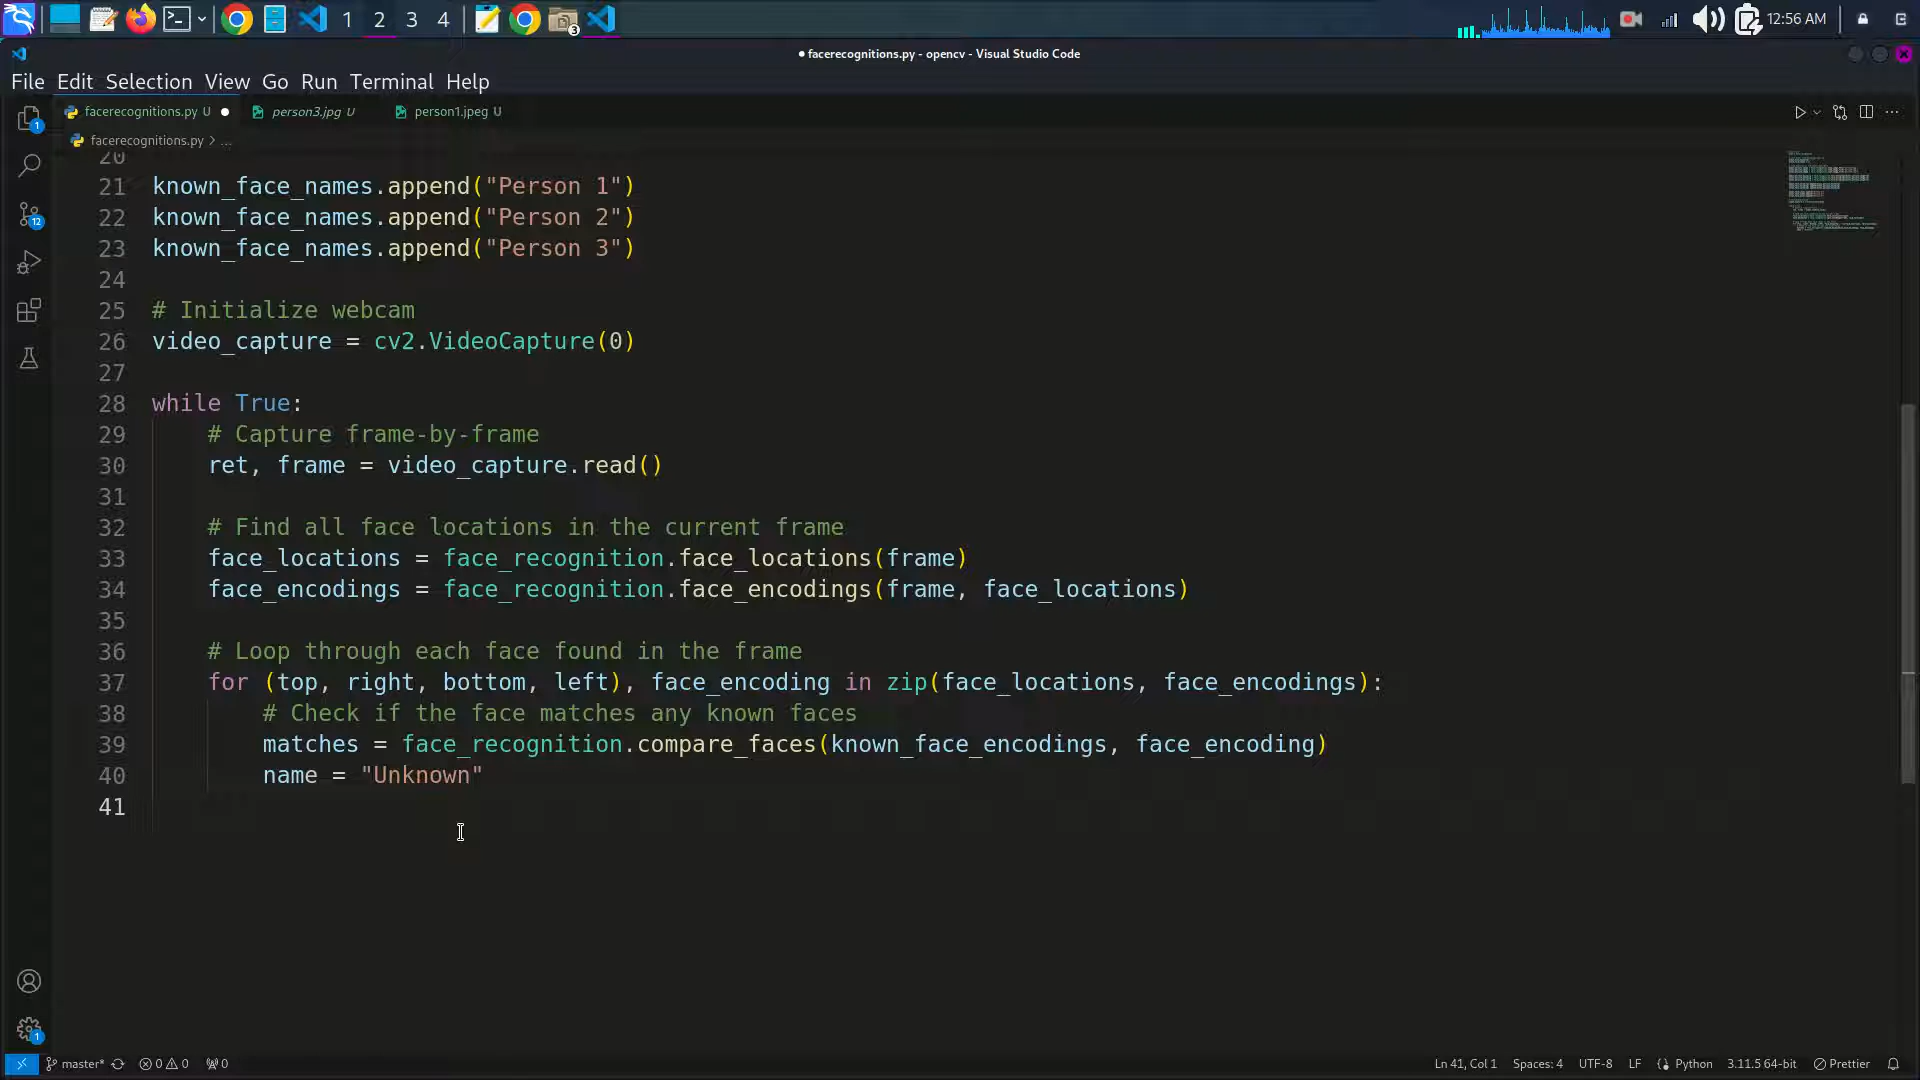 1 2 3 4
3
12:56 AM
● facerecognitions.py - opencv - Visual Studio Code
File Edit Selection View Go Run Terminal Help
facerecognitions.py U ● person3.jpg U person1.jpeg U
facerecognitions.py > ...
1
12
1
20
21 known_face_names.append("Person 1")
22 known_face_names.append("Person 2")
23 known_face_names.append("Person 3")
24
25 # Initialize webcam
26 video_capture = cv2.VideoCapture(0)
27
28 while True:
29 # Capture frame-by-frame
30 ret, frame = video_capture.read()
31
32 # Find all face locations in the current frame
33 face_locations = face_recognition.face_locations(frame)
34 face_encodings = face_recognition.face_encodings(frame, face_locations)
35
36 # Loop through each face found in the frame
37 for (top, right, bottom, left), face_encoding in zip(face_locations, face_encodings):
38 # Check if the face matches any known faces
39 matches = face_recognition.compare_faces(known_face_encodings, face_encoding)
40 name = "Unknown"
41
master* 0 0 0 Ln 41, Col 1 Spaces: 4 UTF-8 LF Python 3.11.5 64-bit Prettier